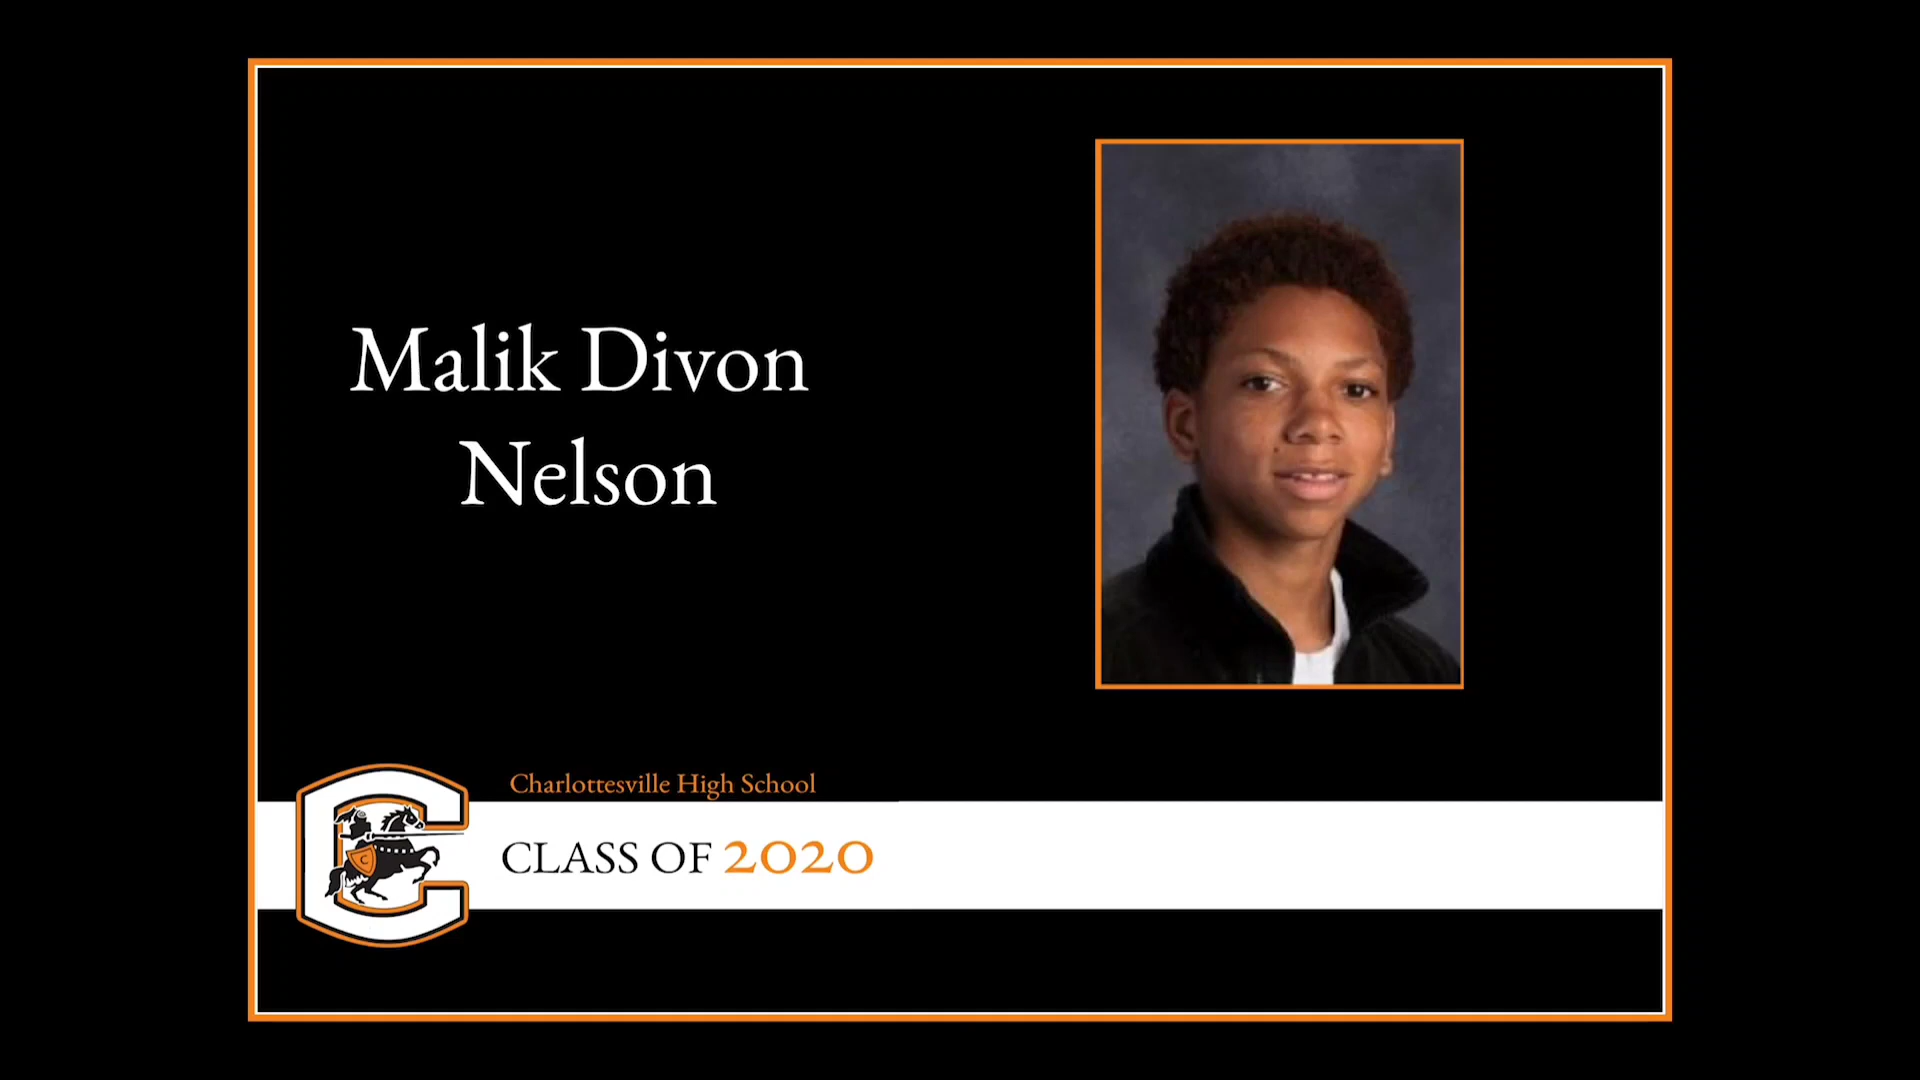 Malik Divon
Nelson
Charlottesville High School
CLASS OF 2020
C